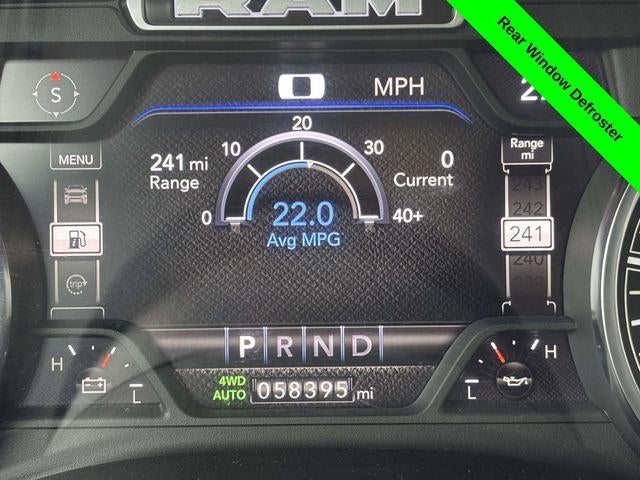 RAM
Rear Window Defroster
S
0 MPH
MENU
20
10
30
241 mi
Range
0
Current
Range
mi
243
242
241
240
239
0
40+
22.0
Avg MPG
trip
P R N D
H
L
4WD
AUTO
058395 mi
H
L